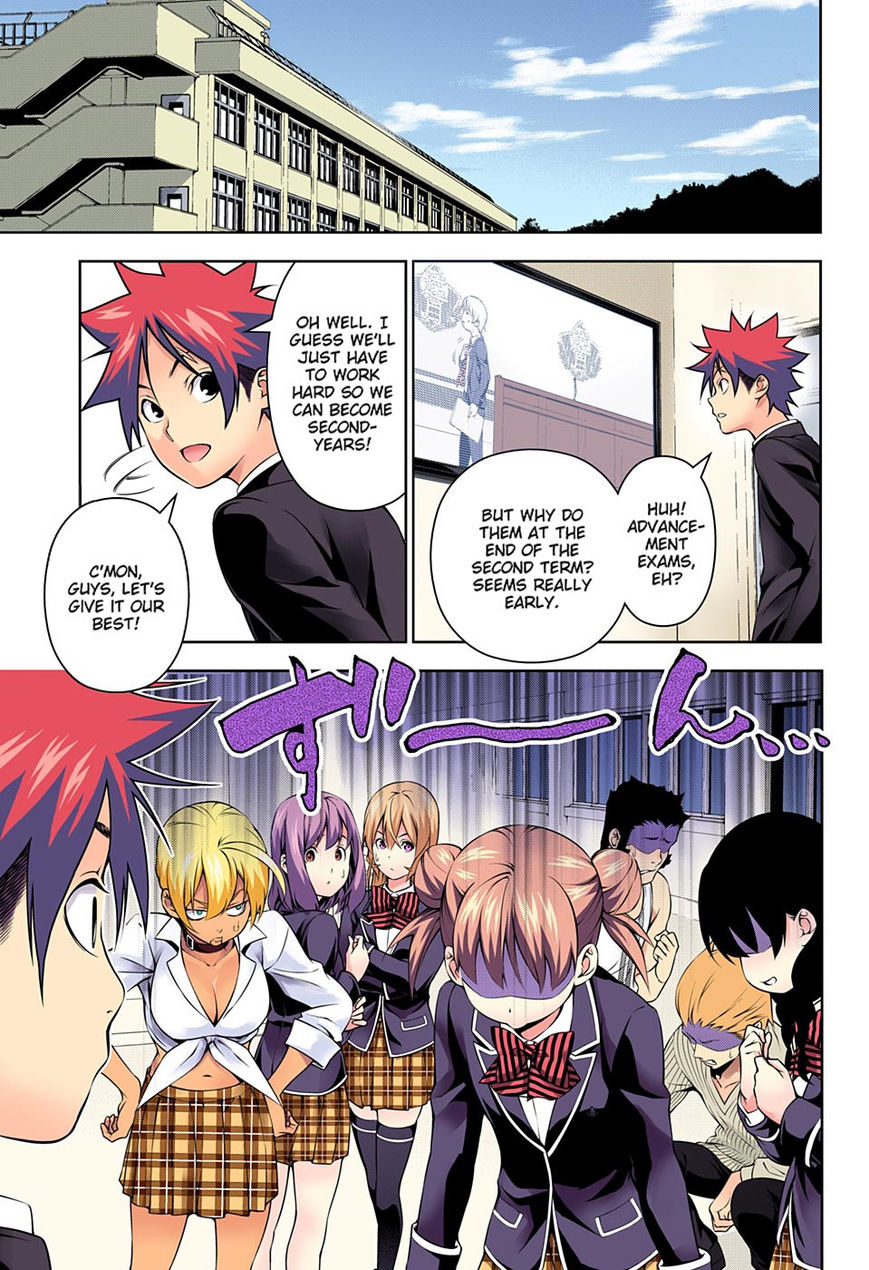 HUH!
ADVANCE-
MENT
EXAMS,
EH?
BUT WHY DO
THEM AT THE
END OF THE
SECOND TERM?
SEEMS REALLY
EARLY.
OH WELL. I
GUESS WE'LL
JUST HAVE
TO WORK
HARD SO WE
CAN BECOME
SECOND-
YEARS!
C'MON,
GUYS, LET'S
GIVE IT OUR
BEST!
ずーん、…